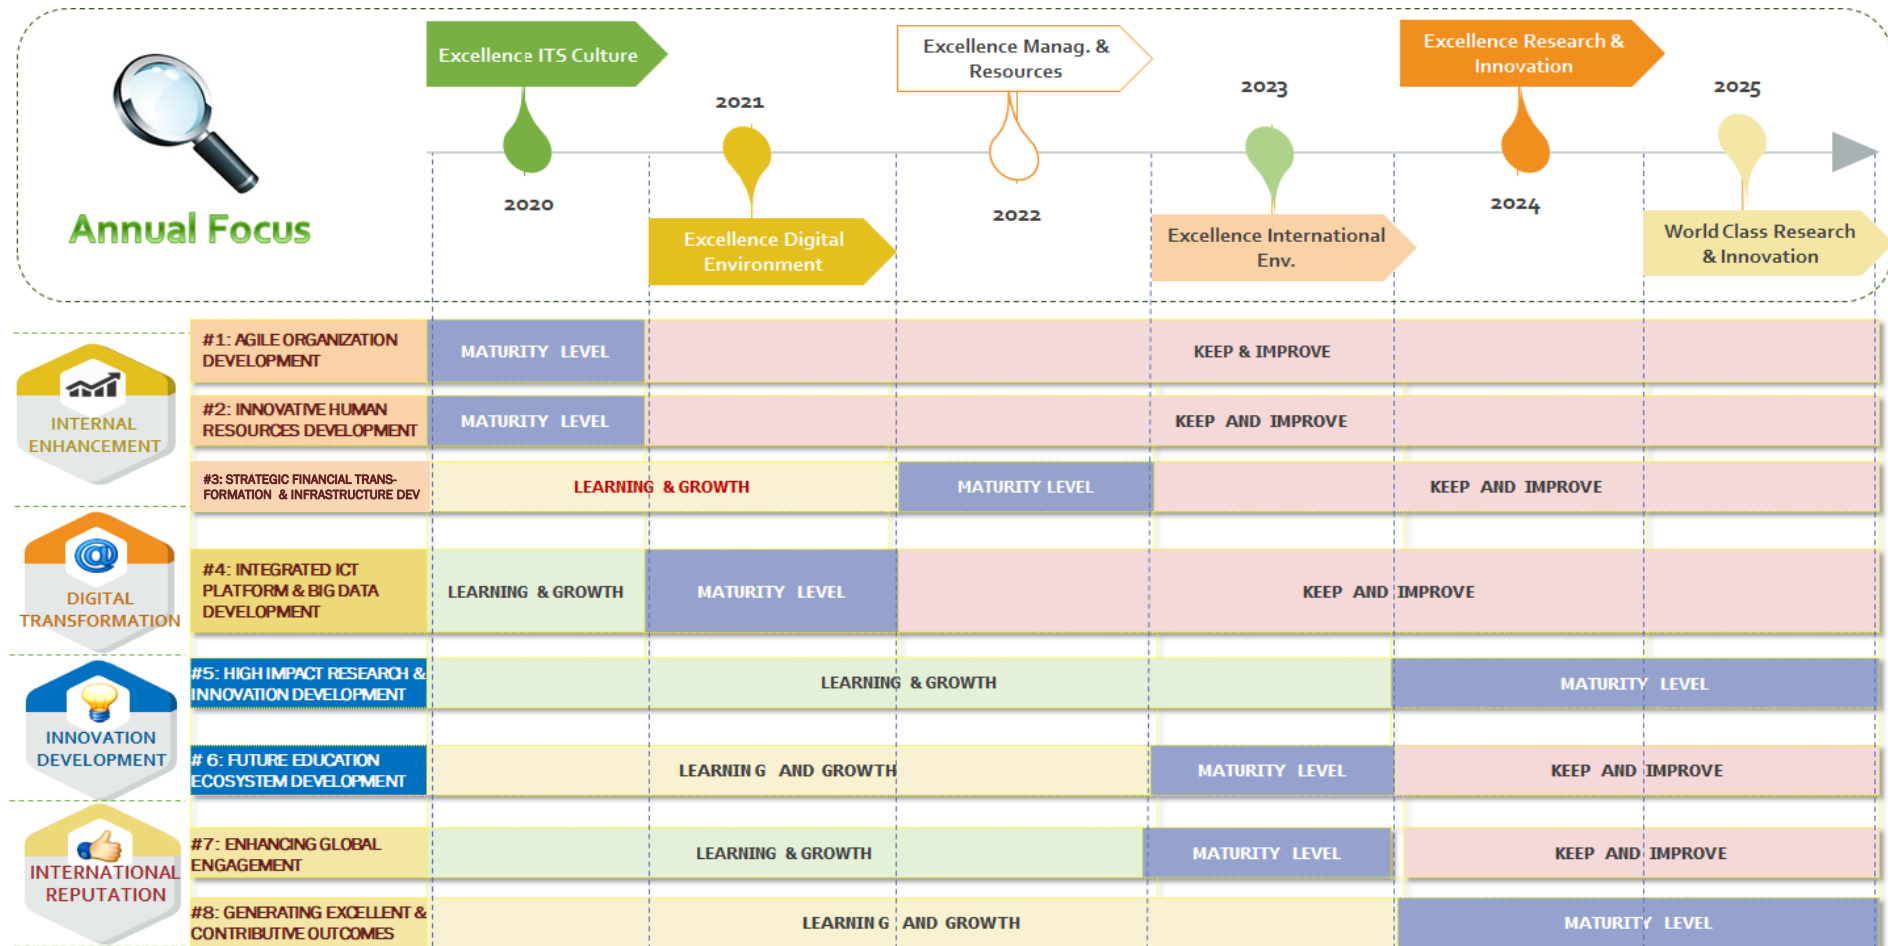 Annual Focus
Excellence ITS Culture
2020
2021
Excellence Digital
Environment
Excellence Manag. &
Resources
2022
2023
Excellence International
Env.
Excellence Research &
Innovation
2024
2025
World Class Research
& Innovation
INTERNAL
ENHANCEMENT
#1: AGILE ORGANIZATION
DEVELOPMENT
MATURITY LEVEL
KEEP & IMPROVE
#2: INNOVATIVE HUMAN
RESOURCES DEVELOPMENT
MATURITY LEVEL
KEEP AND IMPROVE
#3: STRATEGIC FINANCIAL TRANS-
FORMATION & INFRASTRUCTURE DEV
LEARNING & GROWTH
MATURITY LEVEL
KEEP AND IMPROVE
DIGITAL
TRANSFORMATION
#4: INTEGRATED ICT
PLATFORM & BIG DATA
DEVELOPMENT
LEARNING & GROWTH
MATURITY LEVEL
KEEP AND IMPROVE
INNOVATION
DEVELOPMENT
#5: HIGH IMPACT RESEARCH &
INNOVATION DEVELOPMENT
LEARNING & GROWTH
MATURITY LEVEL
# 6: FUTURE EDUCATION
ECOSYSTEM DEVELOPMENT
LEARNIN G AND GROWTH
MATURITY LEVEL
KEEP AND IMPROVE
INTERNATIONAL
REPUTATION
#7: ENHANCING GLOBAL
ENGAGEMENT
LEARNING & GROWTH
MATURITY LEVEL
KEEP AND IMPROVE
#8: GENERATING EXCELLENT &
CONTRIBUTIVE OUTCOMES
LEARNIN G AND GROWTH
MATURITY LEVEL